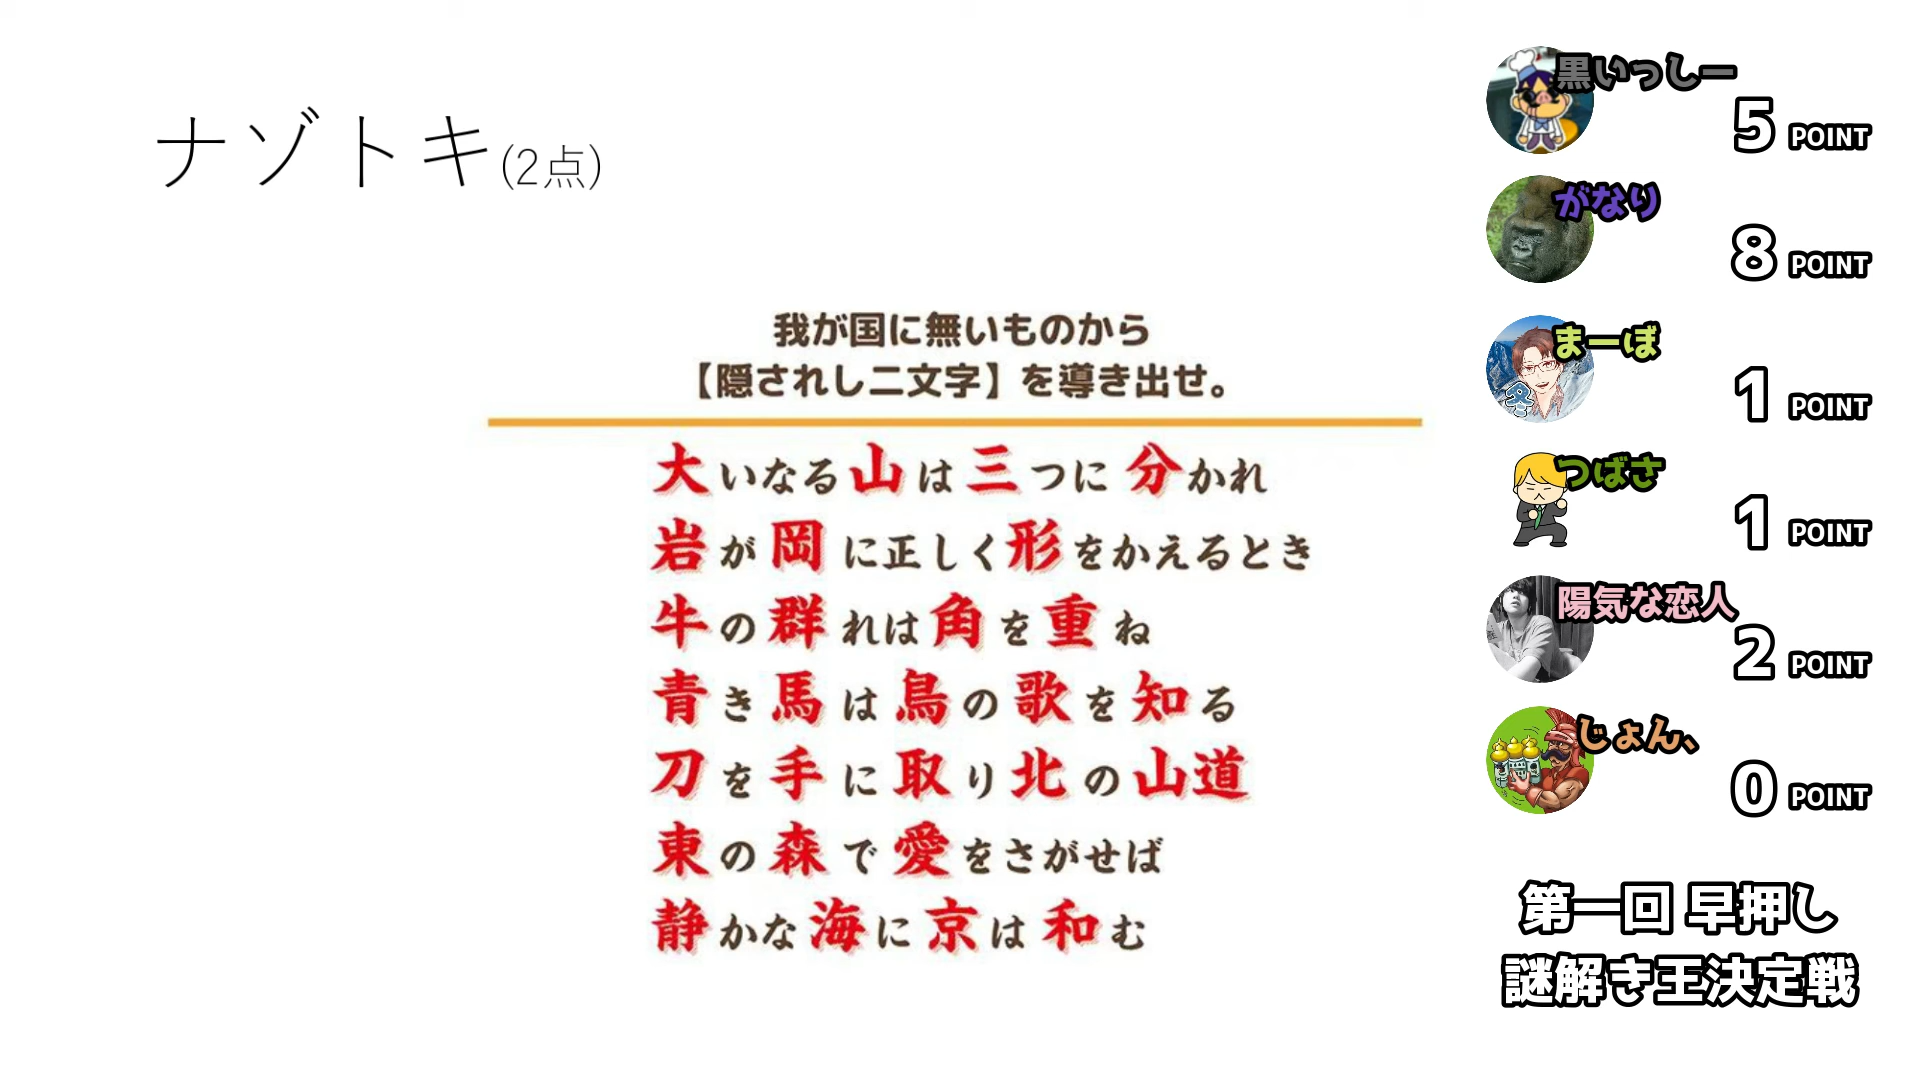 ナゾトキ(2点)
我が国に無いものから
【隠されし二文字】を導き出せ。
大いなる山は三つに分かれ
岩が岡に正しく形をかえるとき
牛の群れは角を重ね
青き馬は鳥の歌を知る
刀を手に取り北の山道
東の森で愛をさがせば
静かな海に京は和む
黒いっしー
5 POINT
がなり
8 POINT
まーぼ
冬
1 POINT
つばさ
1 POINT
陽気な恋人
2 POINT
じょん、
0 POINT
第一回 早押し
謎解き王決定戦